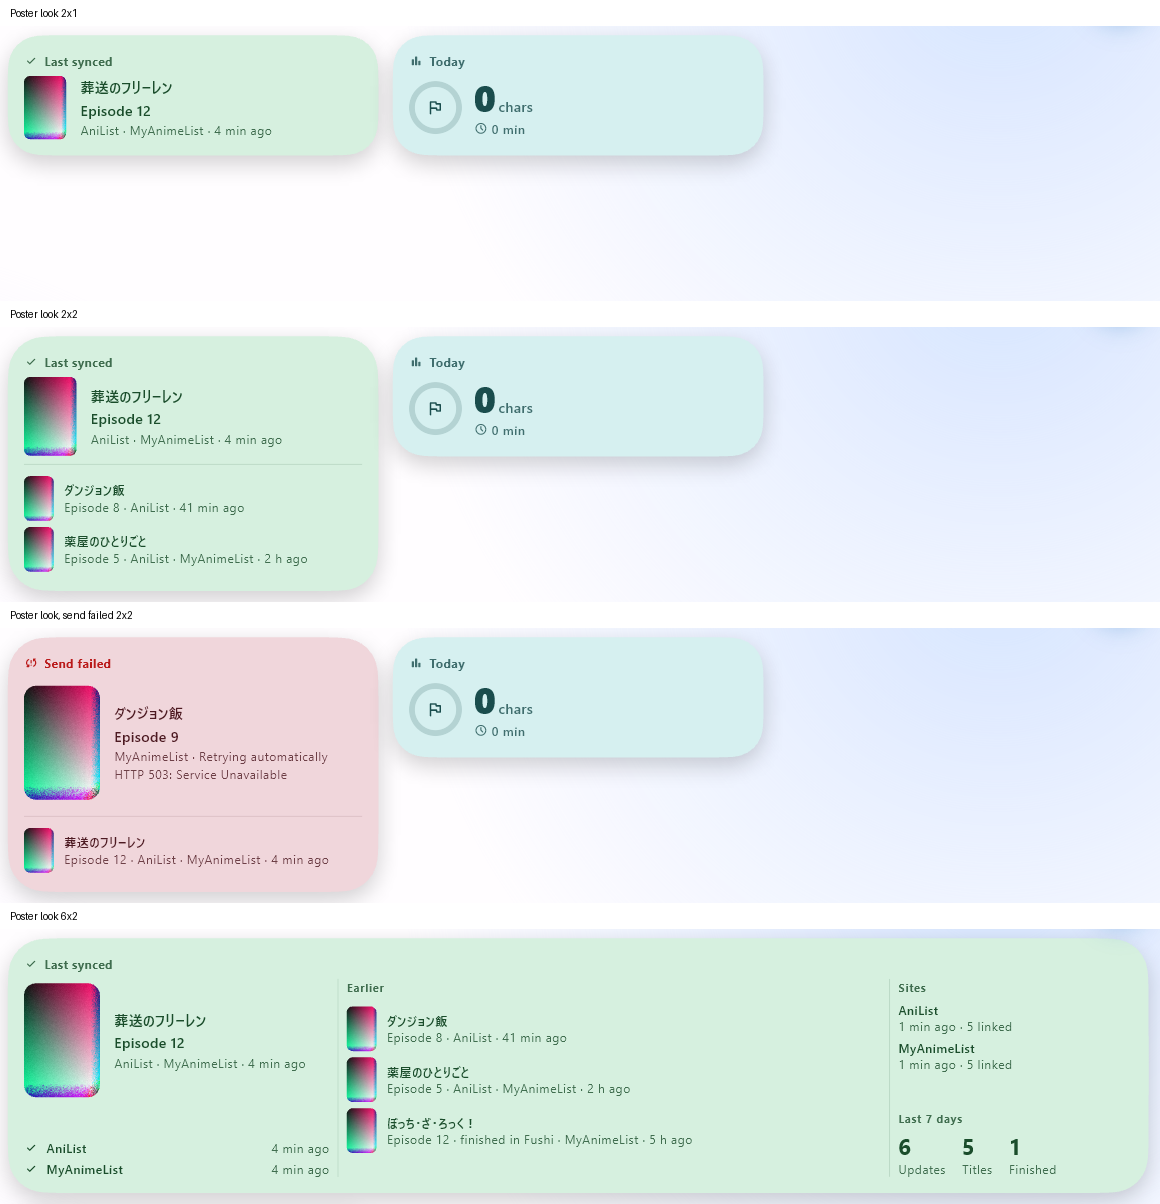 Poster look 2x1
Last synced
葬送のフリーレン
Episode 12
AniList · MyAnimeList · 4 min ago
Today
0 chars
0 min
Poster look 2x2
Last synced
葬送のフリーレン
Episode 12
AniList · MyAnimeList · 4 min ago
ダンジョン飯
Episode 8 · AniList · 41 min ago
薬屋のひとりごと
Episode 5 · AniList · MyAnimeList · 2 h ago
Today
0 chars
0 min
Poster look, send failed 2x2
Send failed
ダンジョン飯
Episode 9
MyAnimeList · Retrying automatically
HTTP 503: Service Unavailable
葬送のフリーレン
Episode 12 · AniList · MyAnimeList · 4 min ago
Today
0 chars
0 min
Poster look 6x2
Last synced
葬送のフリーレン
Episode 12
AniList · MyAnimeList · 4 min ago
AniList 4 min ago
MyAnimeList 4 min ago
Earlier
ダンジョン飯
Episode 8 · AniList · 41 min ago
薬屋のひとりごと
Episode 5 · AniList · MyAnimeList · 2 h ago
ぼっち・ざ・ろっく！
Episode 12 · finished in Fushi · MyAnimeList · 5 h ago
Sites
AniList
1 min ago · 5 linked
MyAnimeList
1 min ago · 5 linked
Last 7 days
6 5 1
Updates Titles Finished